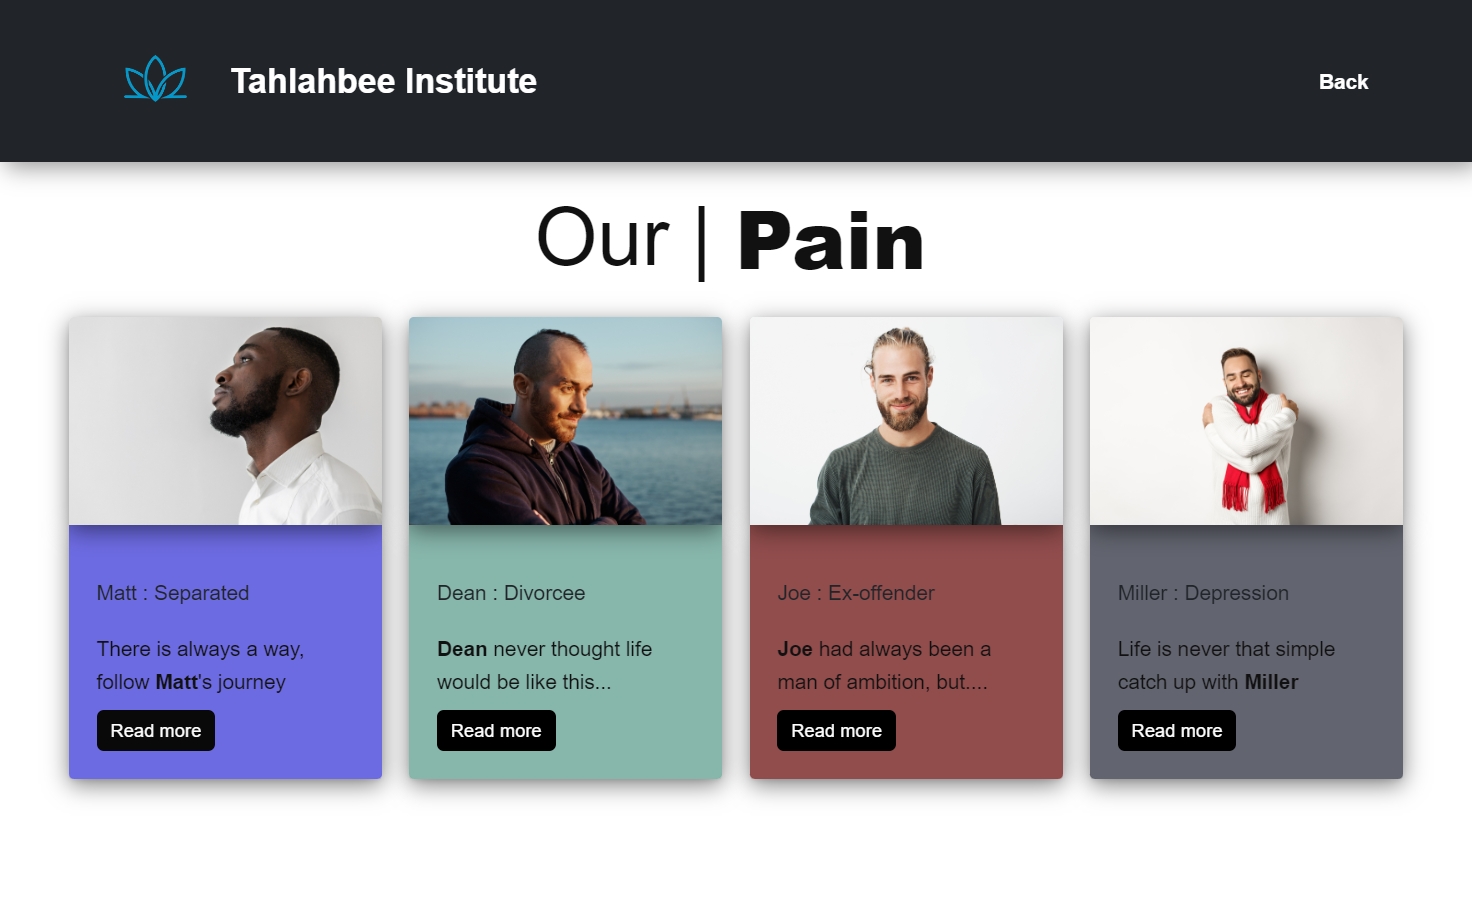 Tahlahbee Institute
Back
Our | Pain
Matt : Separated
There is always a way,
follow Matt's journey
Read more
Dean : Divorcee
Dean never thought life
would be like this...
Read more
Joe : Ex-offender
Joe had always been a
man of ambition, but....
Read more
Miller : Depression
Life is never that simple
catch up with Miller
Read more